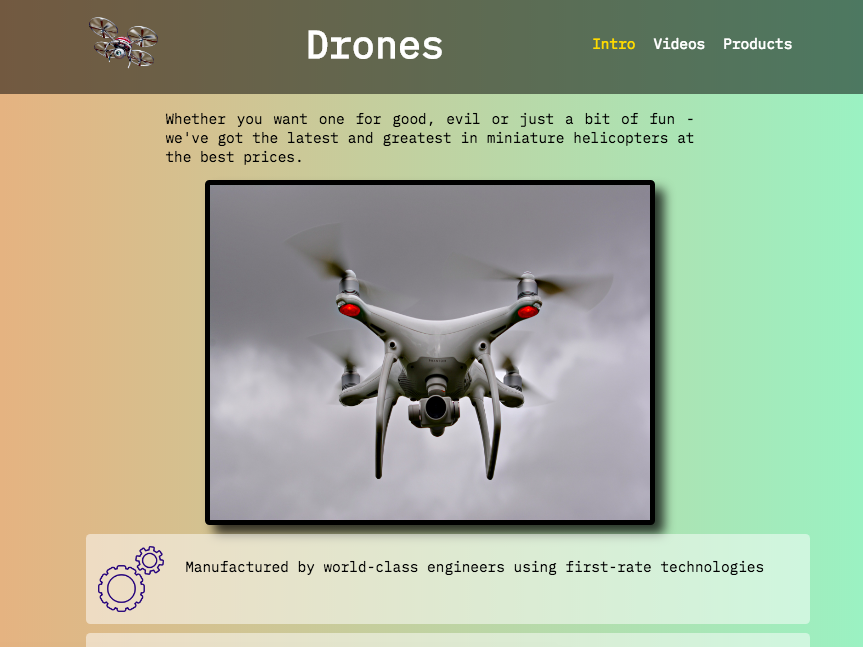 Drones
Intro Videos Products
Whether you want one for good, evil or just a bit of fun -
we've got the latest and greatest in miniature helicopters at
the best prices.
Manufactured by world-class engineers using first-rate technologies